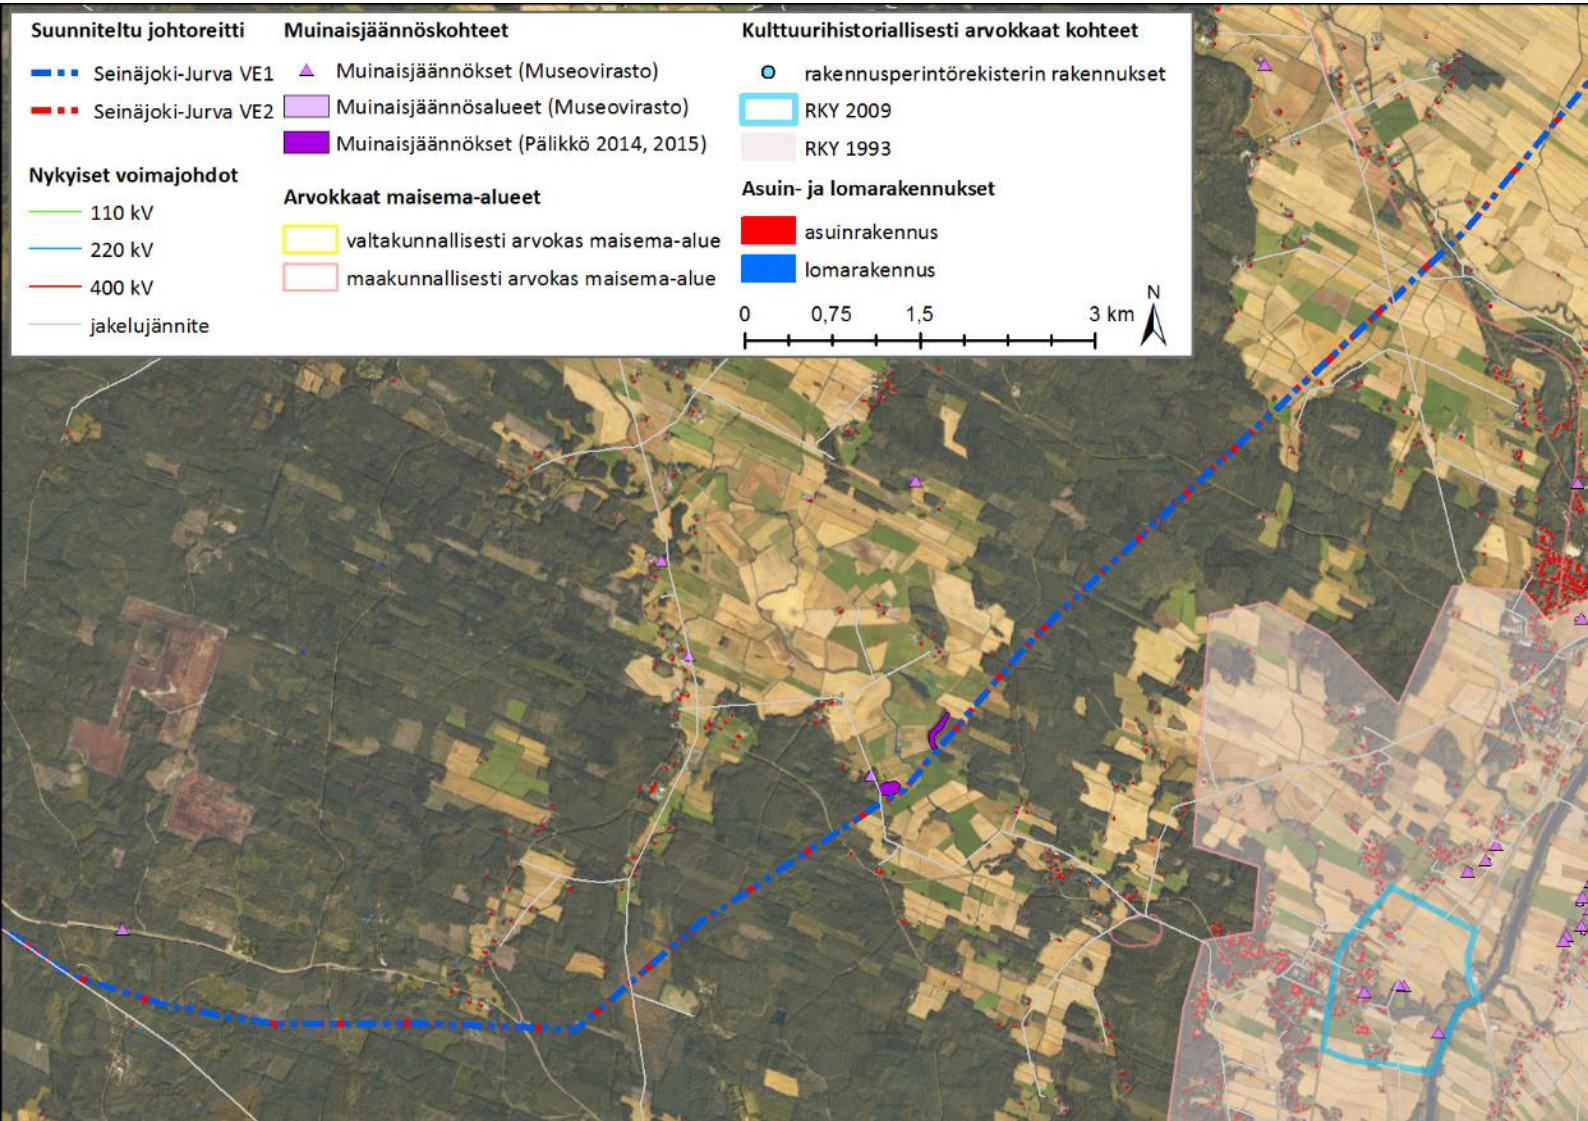 Suunniteltu johtoreitti
Seinäjoki-Jurva VE1
Seinäjoki-Jurva VE2
Nykyiset voimajohdot
110 kV
220 kV
400 kV
jakelujännite
Muinaisjäännöskohteet
Muinaisjäännökset (Museovirasto)
Muinaisjäännösalueet (Museovirasto)
Muinaisjäännökset (Pälikkö 2014, 2015)
Arvokkaat maisema-alueet
valtakunnallisesti arvokas maisema-alue
maakunnallisesti arvokas maisema-alue
Kulttuurihistoriallisesti arvokkaat kohteet
rakennusperintörekisterin rakennukset
RKY 2009
RKY 1993
Asuin- ja lomarakennukset
asuinrakennus
lomarakennus
0 0,75 1,5 3 km
N